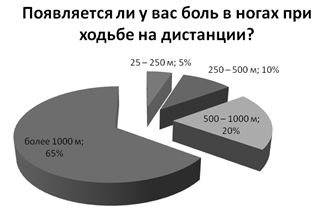 Появляется ли у вас боль в ногах при
ходьбе на дистанции?
25 – 250 м; 5%
250 – 500 м; 10%
500 – 1000 м;
20%
более 1000 м;
65%